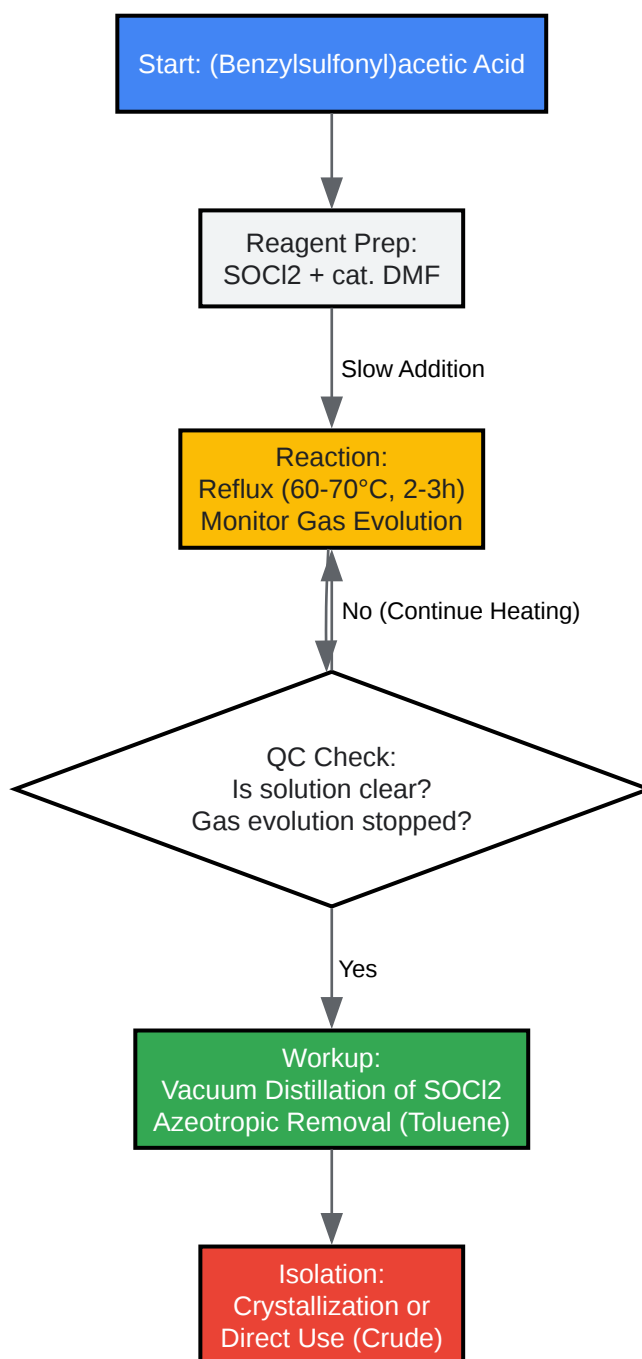 Start: (Benzylsulfonyl)acetic Acid
Reagent Prep:
SOCl2 + cat. DMF
Slow Addition
Reaction:
Reflux (60-70°C, 2-3h)
Monitor Gas Evolution
No (Continue Heating)
QC Check:
Is solution clear?
Gas evolution stopped?
Yes
Workup:
Vacuum Distillation of SOCl2
Azeotropic Removal (Toluene)
Isolation:
Crystallization or
Direct Use (Crude)